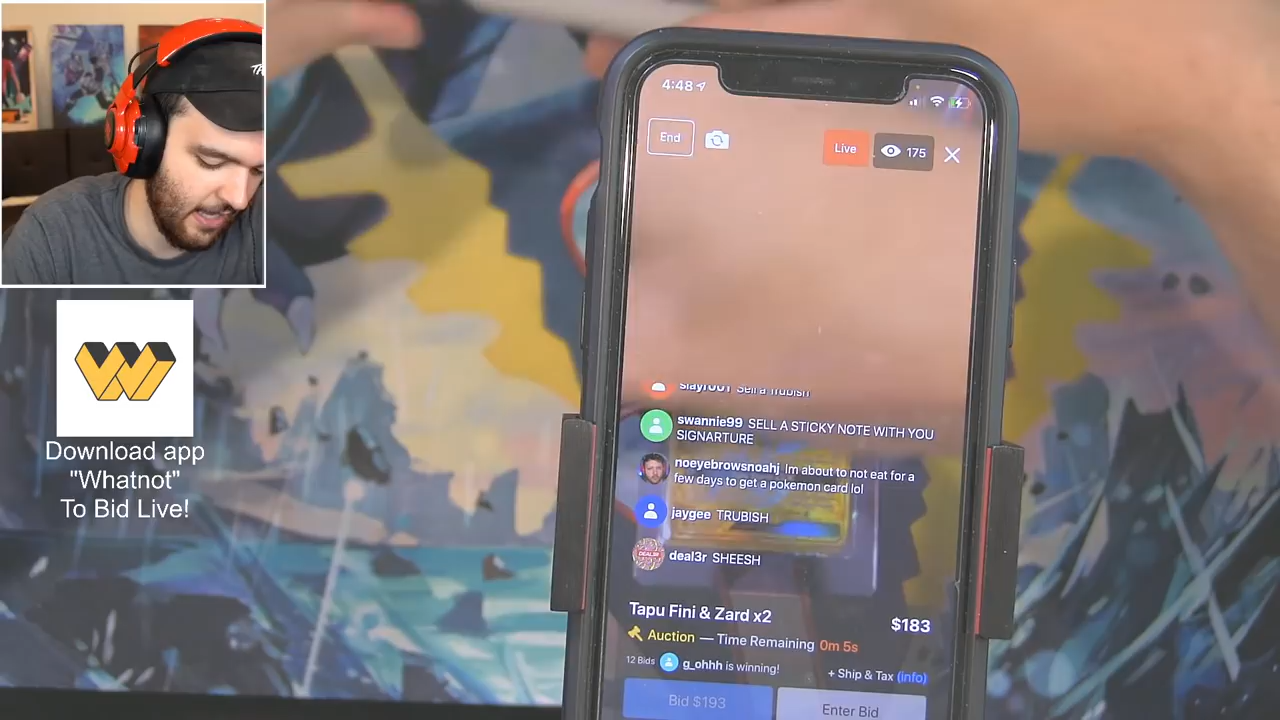 4:48
End
Live
175
slayf001 Sell a Trubish
swannie99 SELL A STICKY NOTE WITH YOU
SIGNARTURE
noeyebrowsnoahj Im about to not eat for a
few days to get a pokemon card lol
jaygee TRUBISH
deal3r SHEESH
Tapu Fini & Zard x2
$183
Auction — Time Remaining 0m 5s
12 Bids g_ohhh is winning!
+ Ship & Tax (info)
Bid $193
Enter Bid
Download app
"Whatnot"
To Bid Live!